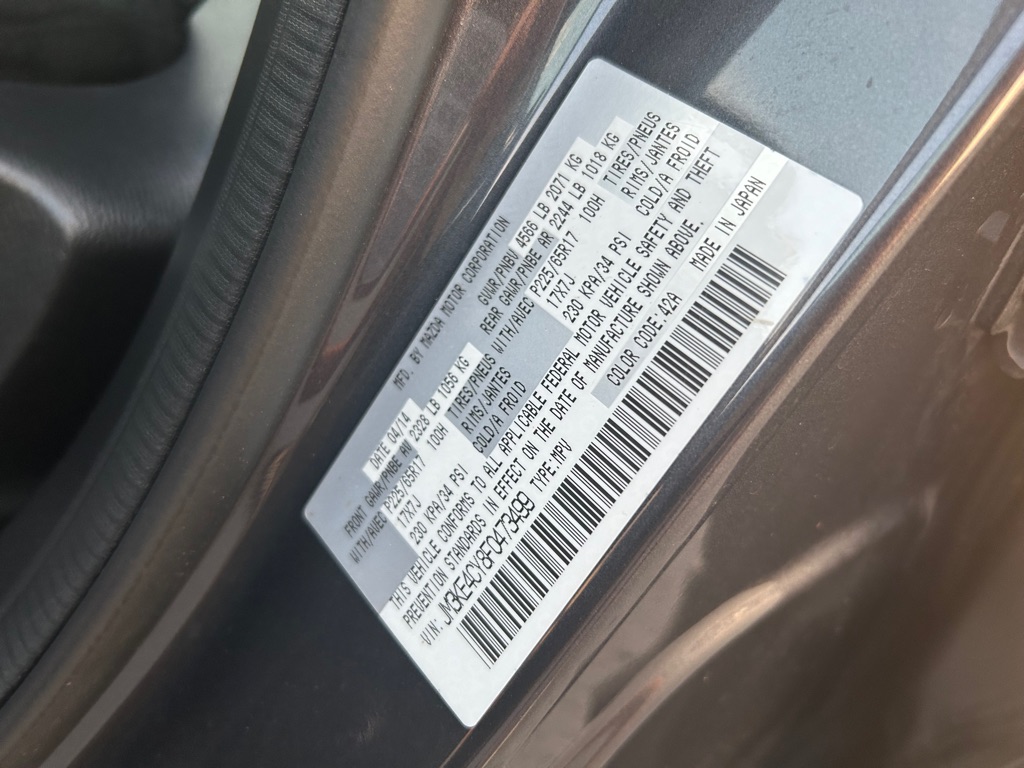 MFD. BY MAZDA MOTOR CORPORATION
DATE 04/14 GVWR/PNBV 4566 LB 2071 KG
FRONT GAWR/PNBE AV 2328 LB 1056 KG REAR GAWR/PNBE AR 2244 LB 1018 KG
WITH/AVEC P225/65R17 100H TIRES/PNEUS WITH/AVEC P225/65R17 100H TIRES/PNEUS
17X7J RIMS/JANTES 17X7J RIMS/JANTES
230 KPA/34 PSI COLD/A FROID 230 KPA/34 PSI COLD/A FROID
THIS VEHICLE CONFORMS TO ALL APPLICABLE FEDERAL MOTOR VEHICLE SAFETY AND THEFT
PREVENTION STANDARDS IN EFFECT ON THE DATE OF MANUFACTURE SHOWN ABOVE.
VIN: JM3KE4CY8F0473499 TYPE:MPV COLOR CODE:42A MADE IN JAPAN